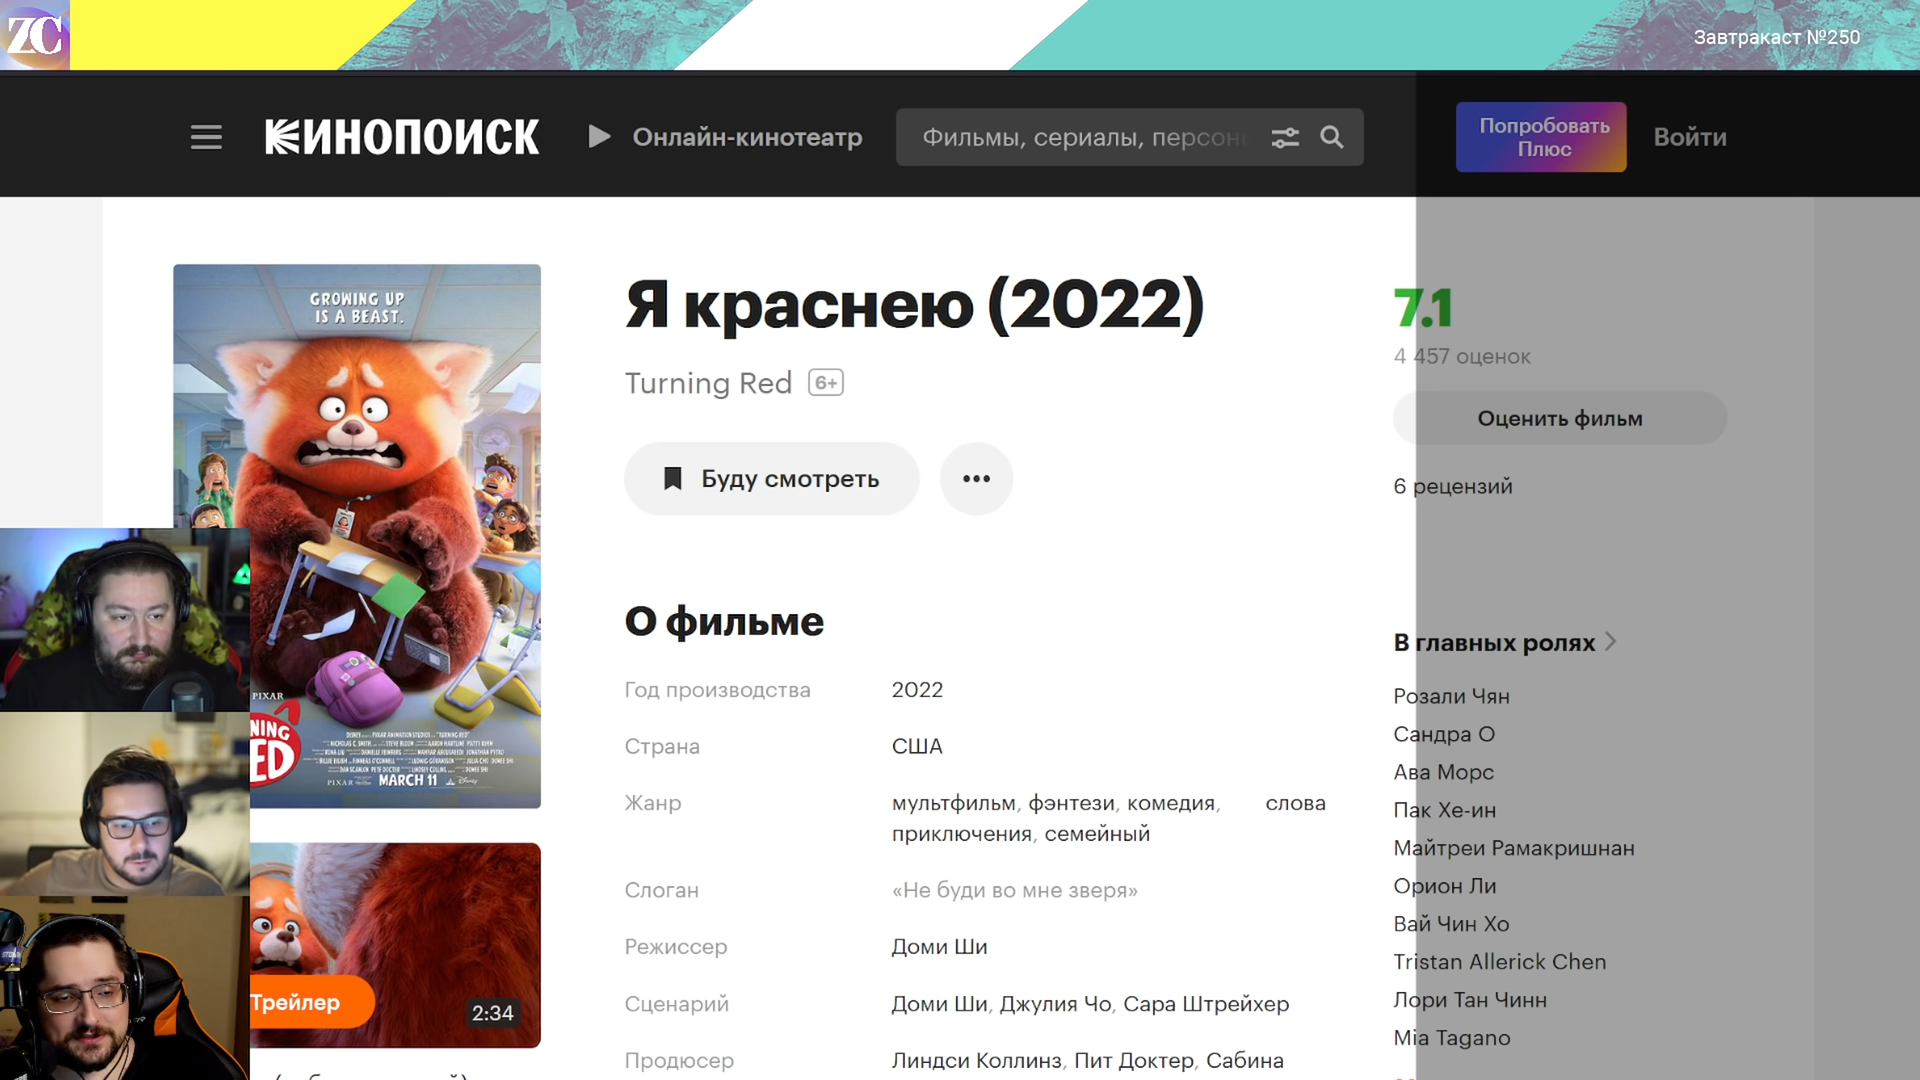 ZC
Завтракаст №250
КИНОПОИСК
Онлайн-кинотеатр
Фильмы, сериалы, персон
Попробовать
Плюс
Войти
GROWING UP
IS A BEAST.
PIXAR
NING
ED
MARCH 11
PIXAR
Disney
Трейлер
2:34
Я краснею (2022)
Turning Red 6+
Буду смотреть
О фильме
Год производства 2022
Страна США
Жанр мультфильм, фэнтези, комедия, слова
приключения, семейный
Слоган «Не буди во мне зверя»
Режиссер Доми Ши
Сценарий Доми Ши, Джулия Чо, Сара Штрейхер
Продюсер Линдси Коллинз, Пит Доктер, Сабина
7.1
4 457 оценок
Оценить фильм
6 рецензий
В главных ролях
Розали Чян
Сандра О
Ава Морс
Пак Хе-ин
Майтреи Рамакришнан
Орион Ли
Вай Чин Хо
Tristan Allerick Chen
Лори Тан Чинн
Mia Tagano